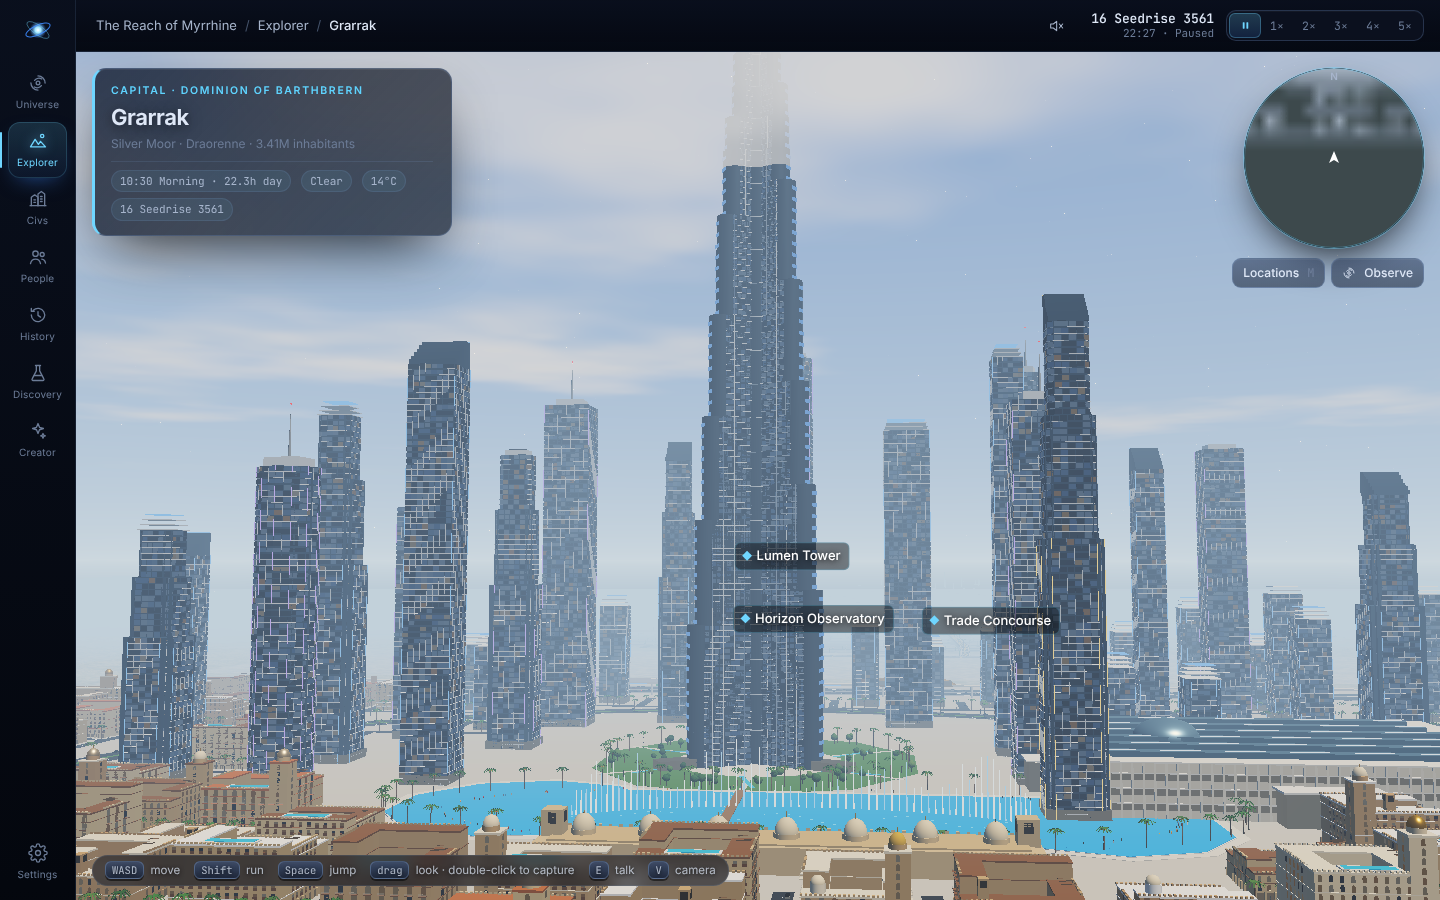 The Reach of Myrrhine / Explorer / Grarrak
16 Seedrise 3561
22:27 · Paused
1× 2× 3× 4× 5×
Universe
Explorer
Civs
People
History
Discovery
Creator
Settings
CAPITAL · DOMINION OF BARTHBRERN
Grarrak
Silver Moor · Draorenne · 3.41M inhabitants
10:30 Morning · 22.3h day Clear 14°C
16 Seedrise 3561
N
Locations M Observe
Lumen Tower
Horizon Observatory
Trade Concourse
WASD move Shift run Space jump drag look · double-click to capture E talk V camera